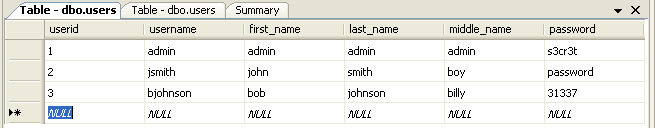 Table - dbo.users Table - dbo.users Summary
userid username first_name last_name middle_name password
1 admin admin admin admin s3cr3t
2 jsmith john smith boy password
3 bjohnson bob johnson billy 31337
NULL NULL NULL NULL NULL NULL